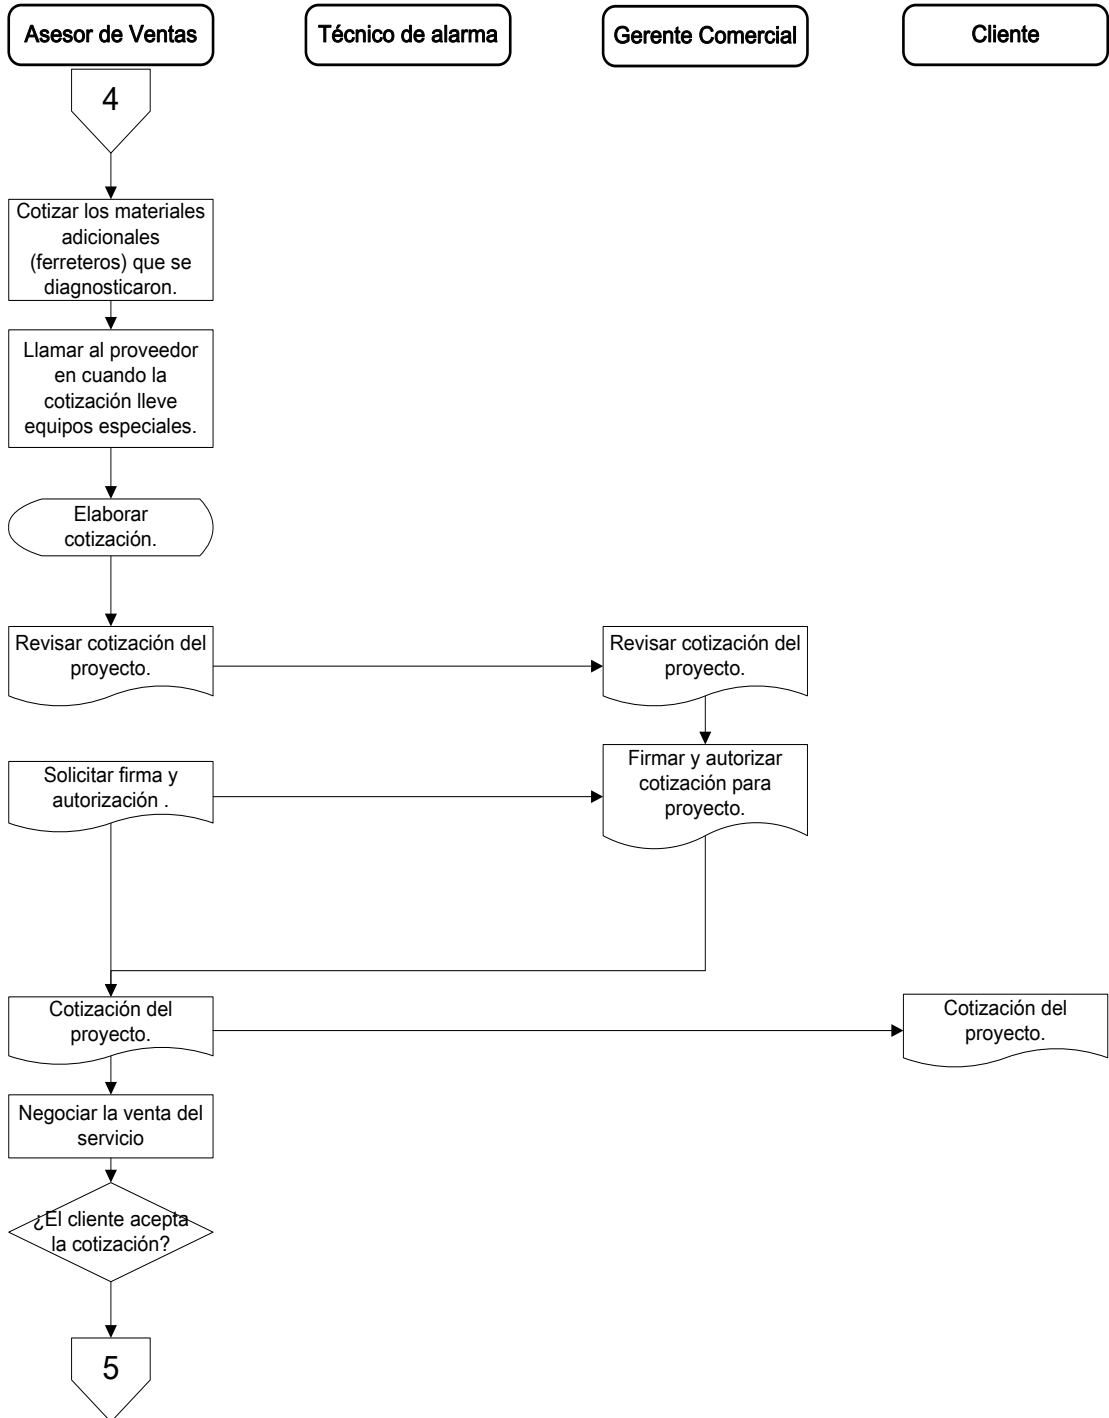 Asesor de Ventas
Técnico de alarma
Gerente Comercial
Cliente
4
Cotizar los materiales
adicionales
(ferreteros) que se
diagnosticaron.
Llamar al proveedor
en cuando la
cotización lleve
equipos especiales.
Elaborar
cotización.
Revisar cotización del
proyecto.
Revisar cotización del
proyecto.
Solicitar firma y
autorización .
Firmar y autorizar
cotización para
proyecto.
Cotización del
proyecto.
Cotización del
proyecto.
Negociar la venta del
servicio
¿El cliente acepta
la cotización?
5